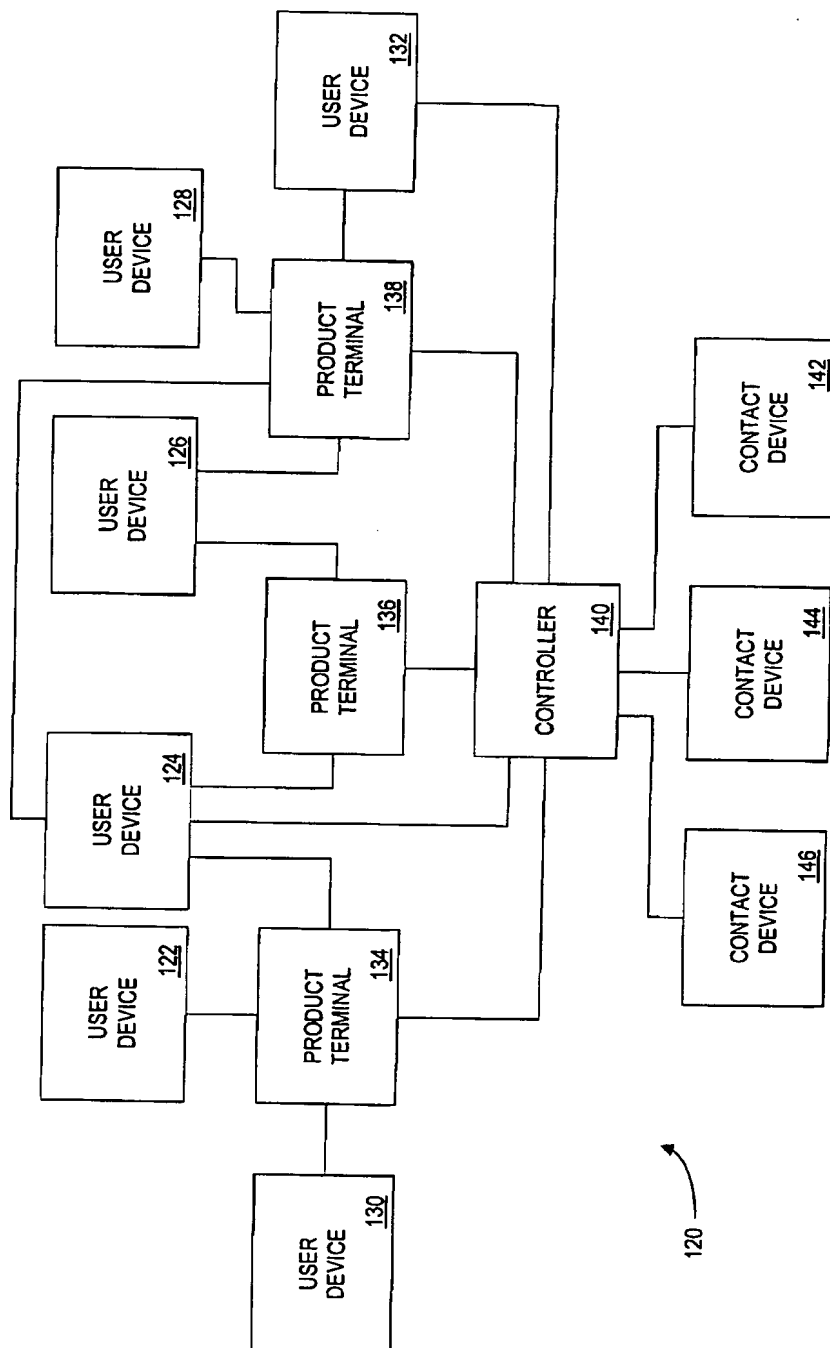 USER
DEVICE
122
USER
DEVICE
124
USER
DEVICE
126
USER
DEVICE
128
USER
DEVICE
130
PRODUCT
TERMINAL
134
PRODUCT
TERMINAL
136
PRODUCT
TERMINAL
138
USER
DEVICE
132
CONTROLLER
140
CONTACT
DEVICE
146
CONTACT
DEVICE
144
CONTACT
DEVICE
142
120